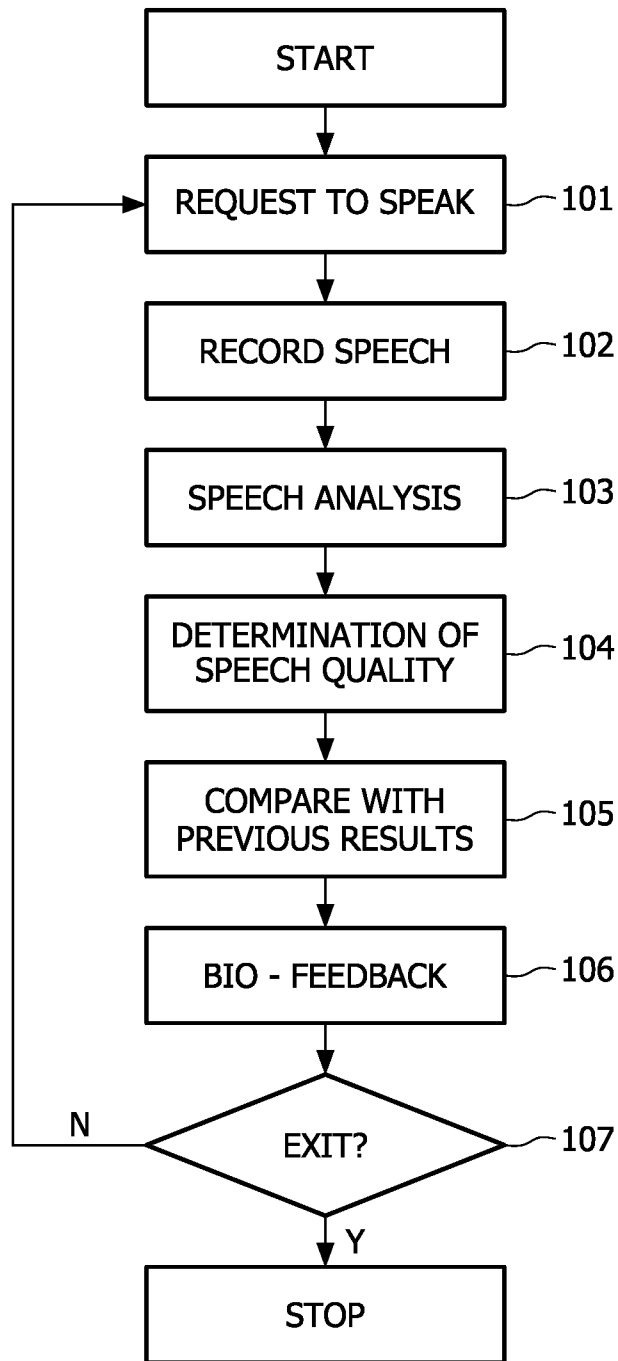 START
REQUEST TO SPEAK
101
RECORD SPEECH
102
SPEECH ANALYSIS
103
DETERMINATION OF
SPEECH QUALITY
104
COMPARE WITH
PREVIOUS RESULTS
105
BIO - FEEDBACK
106
N
EXIT?
107
Y
STOP